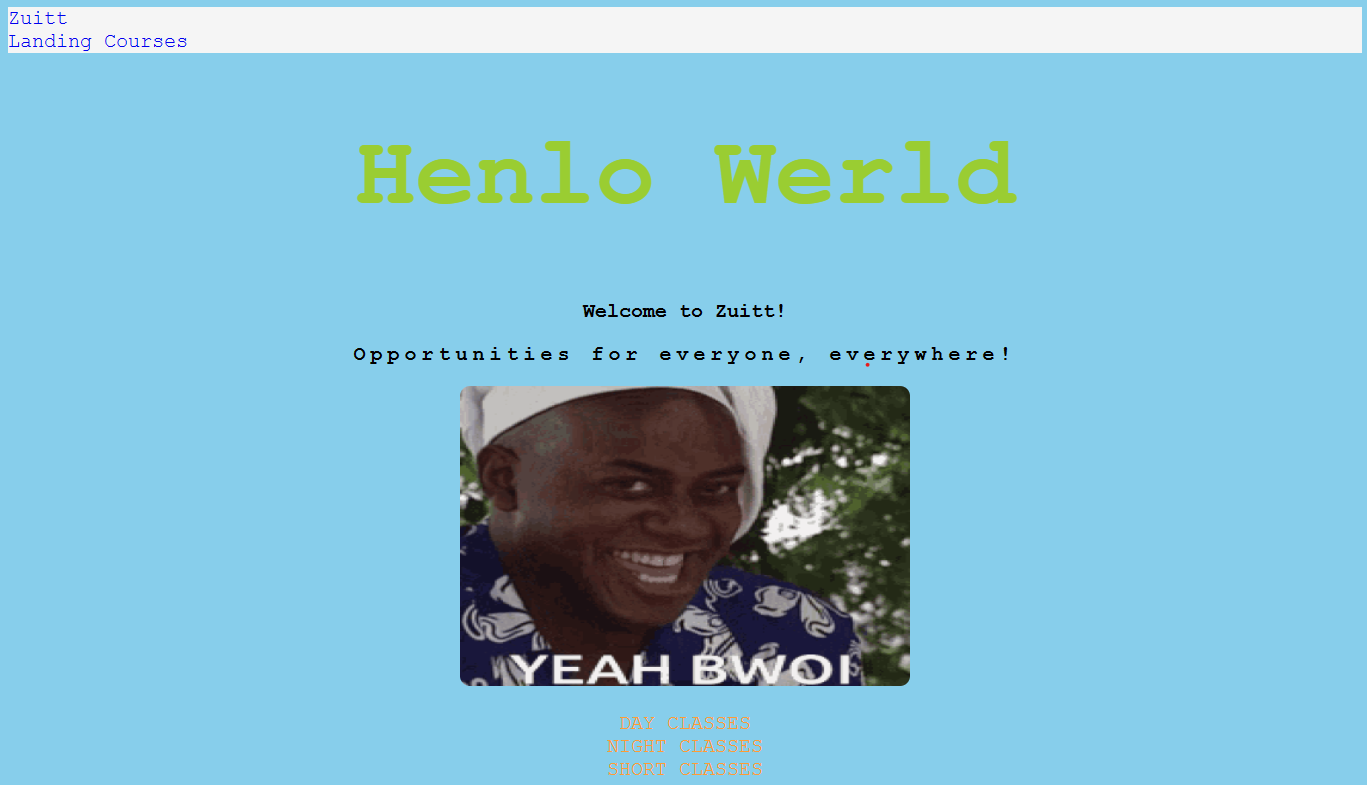 Zuitt
Landing Courses
Henlo Werld
Welcome to Zuitt!
Opportunities for everyone, everywhere!
YEAH BWOI
DAY CLASSES
NIGHT CLASSES
SHORT CLASSES